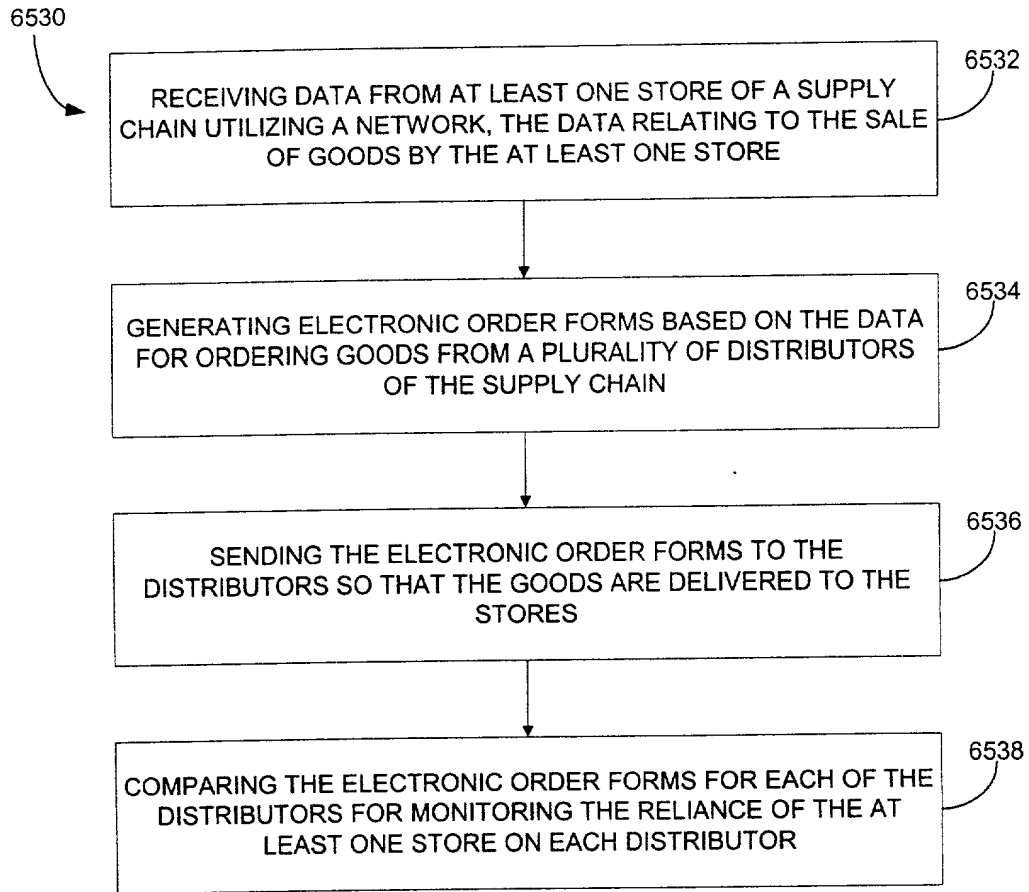 6530
6532
RECEIVING DATA FROM AT LEAST ONE STORE OF A SUPPLY
CHAIN UTILIZING A NETWORK, THE DATA RELATING TO THE SALE
OF GOODS BY THE AT LEAST ONE STORE
6534
GENERATING ELECTRONIC ORDER FORMS BASED ON THE DATA
FOR ORDERING GOODS FROM A PLURALITY OF DISTRIBUTORS
OF THE SUPPLY CHAIN
6536
SENDING THE ELECTRONIC ORDER FORMS TO THE
DISTRIBUTORS SO THAT THE GOODS ARE DELIVERED TO THE
STORES
6538
COMPARING THE ELECTRONIC ORDER FORMS FOR EACH OF THE
DISTRIBUTORS FOR MONITORING THE RELIANCE OF THE AT
LEAST ONE STORE ON EACH DISTRIBUTOR